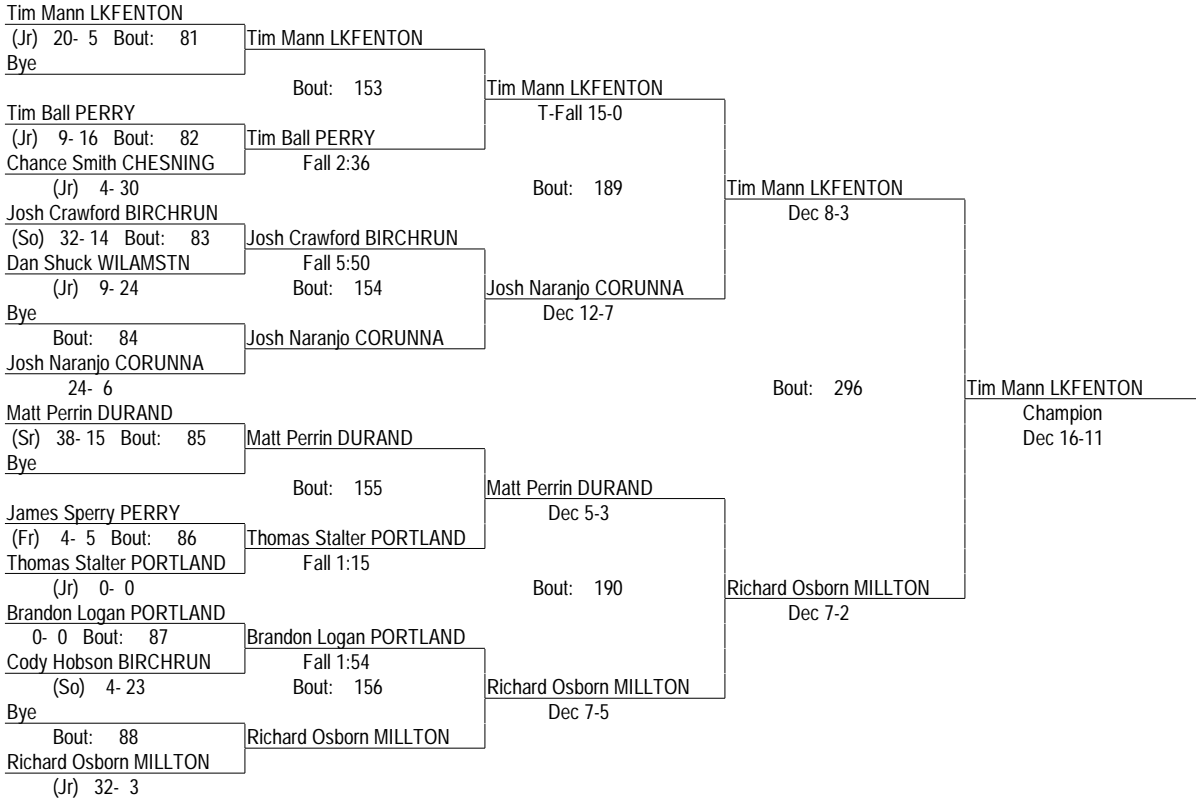 Tim Mann LKFENTON
(Jr) 20- 5 Bout: 81 Tim Mann LKFENTON
Bye
Bout: 153 Tim Mann LKFENTON
Tim Ball PERRY T-Fall 15-0
(Jr) 9- 16 Bout: 82 Tim Ball PERRY
Chance Smith CHESNING Fall 2:36
(Jr) 4- 30 Bout: 189 Tim Mann LKFENTON
Josh Crawford BIRCHRUN Dec 8-3
(So) 32- 14 Bout: 83 Josh Crawford BIRCHRUN
Dan Shuck WILAMSTN Fall 5:50
(Jr) 9- 24 Bout: 154 Josh Naranjo CORUNNA
Bye Dec 12-7
Bout: 84 Josh Naranjo CORUNNA
Josh Naranjo CORUNNA
24- 6 Bout: 296 Tim Mann LKFENTON
Matt Perrin DURAND Champion
(Sr) 38- 15 Bout: 85 Matt Perrin DURAND Dec 16-11
Bye
Bout: 155 Matt Perrin DURAND
James Sperry PERRY Dec 5-3
(Fr) 4- 5 Bout: 86 Thomas Stalter PORTLAND
Thomas Stalter PORTLAND Fall 1:15
(Jr) 0- 0 Bout: 190 Richard Osborn MILLTON
Brandon Logan PORTLAND Dec 7-2
0- 0 Bout: 87 Brandon Logan PORTLAND
Cody Hobson BIRCHRUN Fall 1:54
(So) 4- 23 Bout: 156 Richard Osborn MILLTON
Bye Dec 7-5
Bout: 88 Richard Osborn MILLTON
Richard Osborn MILLTON
(Jr) 32- 3